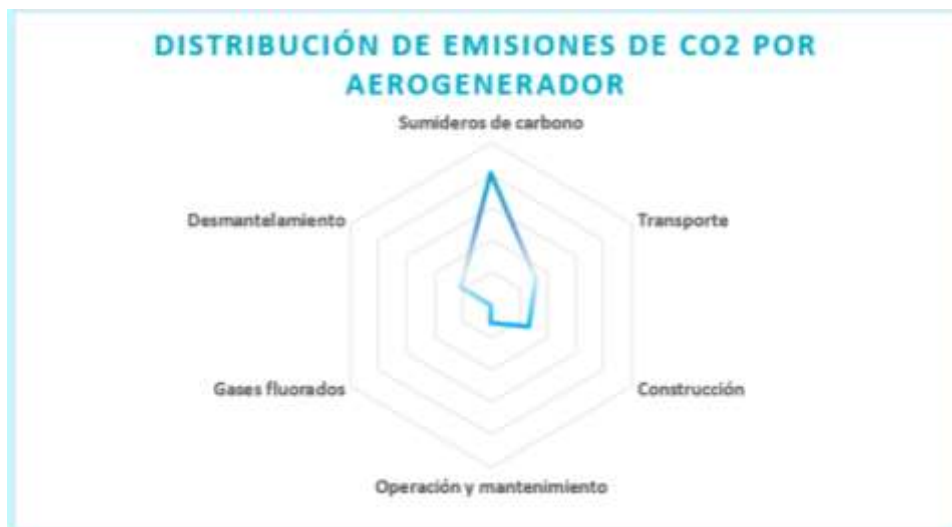 DISTRIBUCIÓN DE EMISIONES DE CO2 POR
AEROGENERADOR
Sumideros de carbono
Desmantelamiento
Transporte
Gases fluorados
Construcción
Operación y mantenimiento